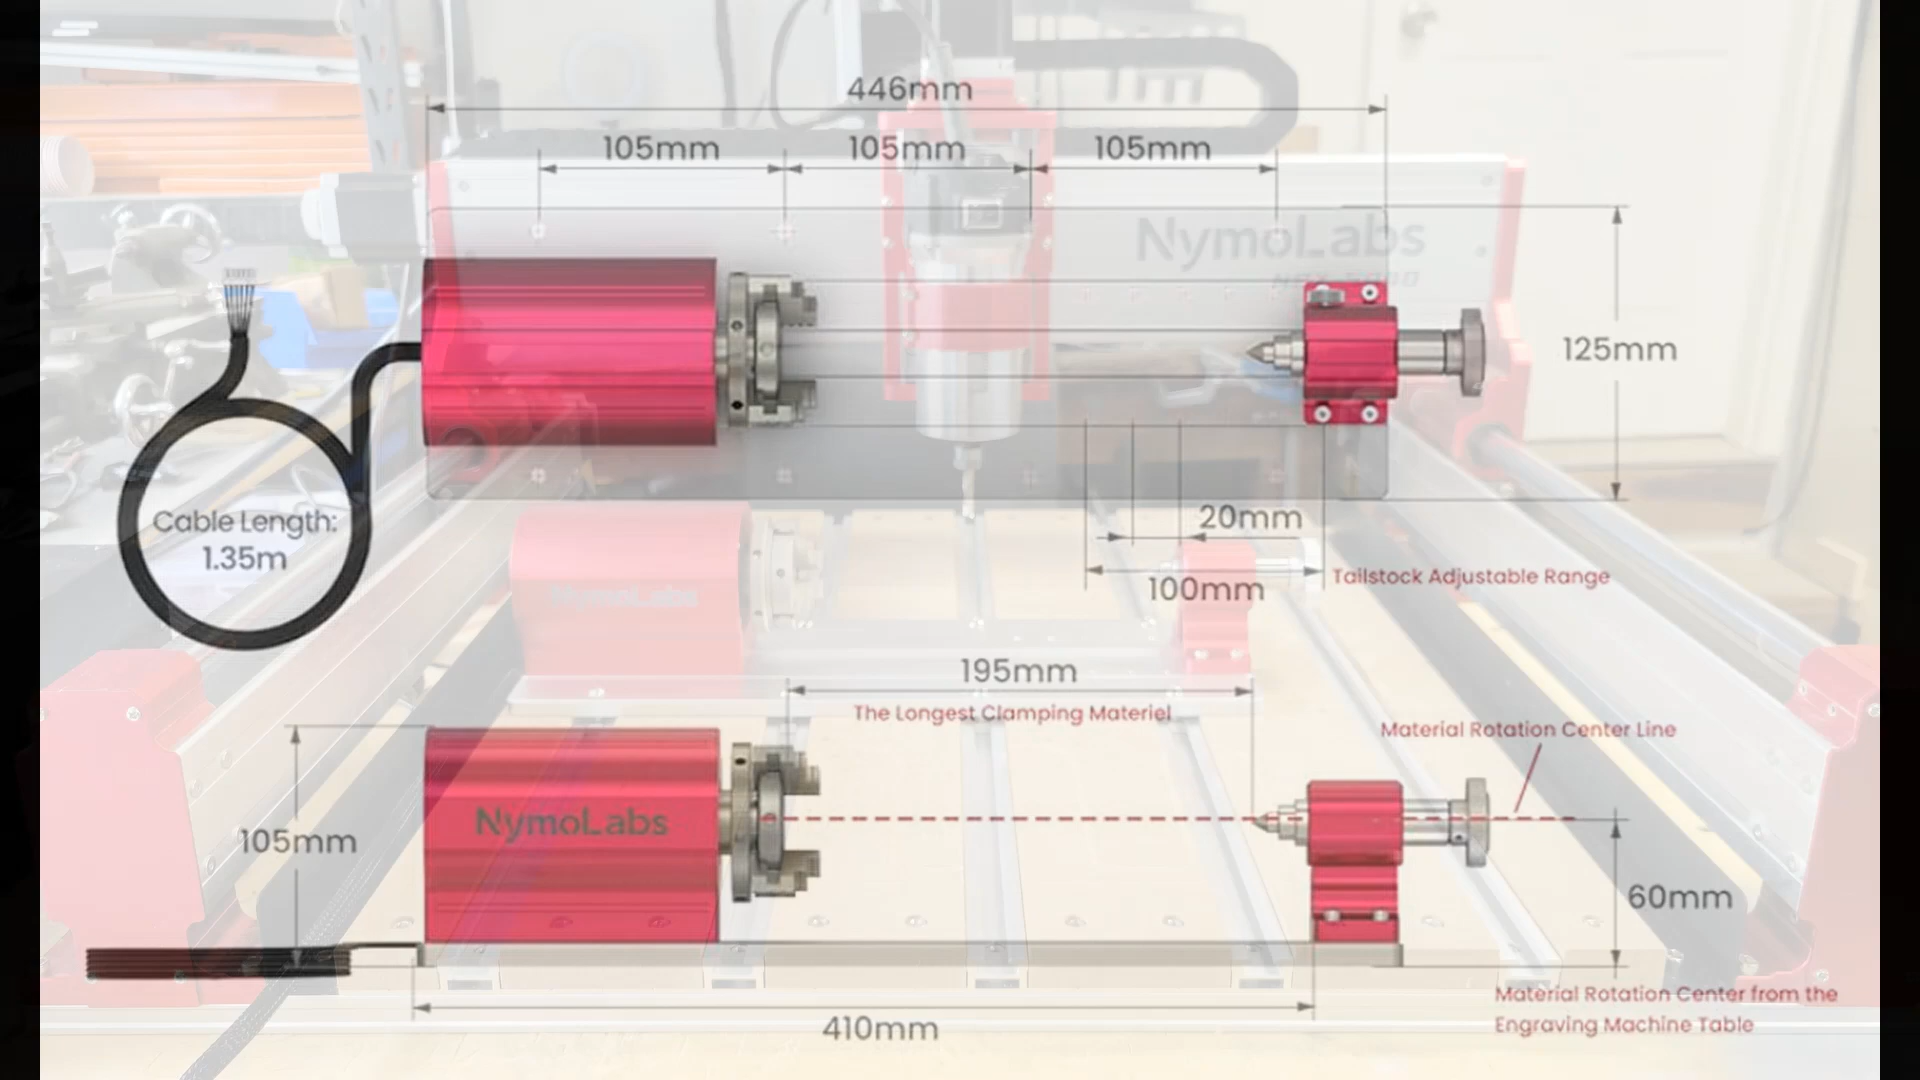 446mm
105mm
105mm
105mm
NymoLabs
125mm
Cable Length:
1.35m
20mm
100mm
Tailstock Adjustable Range
NymoLabs
195mm
The Longest Clamping Materiel
Material Rotation Center Line
NymoLabs
105mm
60mm
Material Rotation Center from the
Engraving Machine Table
410mm